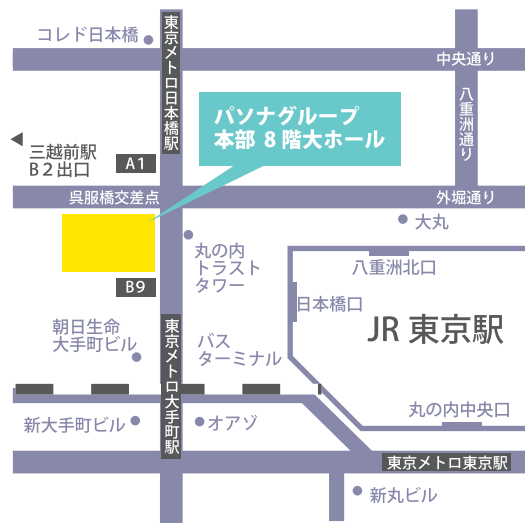 コレド日本橋
東京メトロ日本橋駅
中央通り
八重洲通り
パソナグループ
本部 8 階大ホール
三越前駅
B 2 出口
A1
呉服橋交差点
外堀通り
大丸
丸の内
トラスト
タワー
八重洲北口
日本橋口
B9
JR 東京駅
朝日生命
大手町ビル
東京メトロ大手町駅
バス
ターミナル
丸の内中央口
新大手町ビル
オアゾ
東京メトロ東京駅
新丸ビル